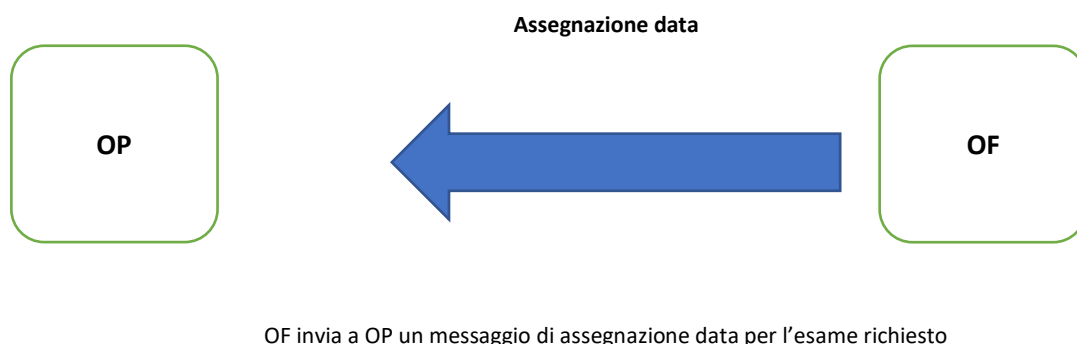 Assegnazione data
OP
OF
OF invia a OP un messaggio di assegnazione data per l’esame richiesto